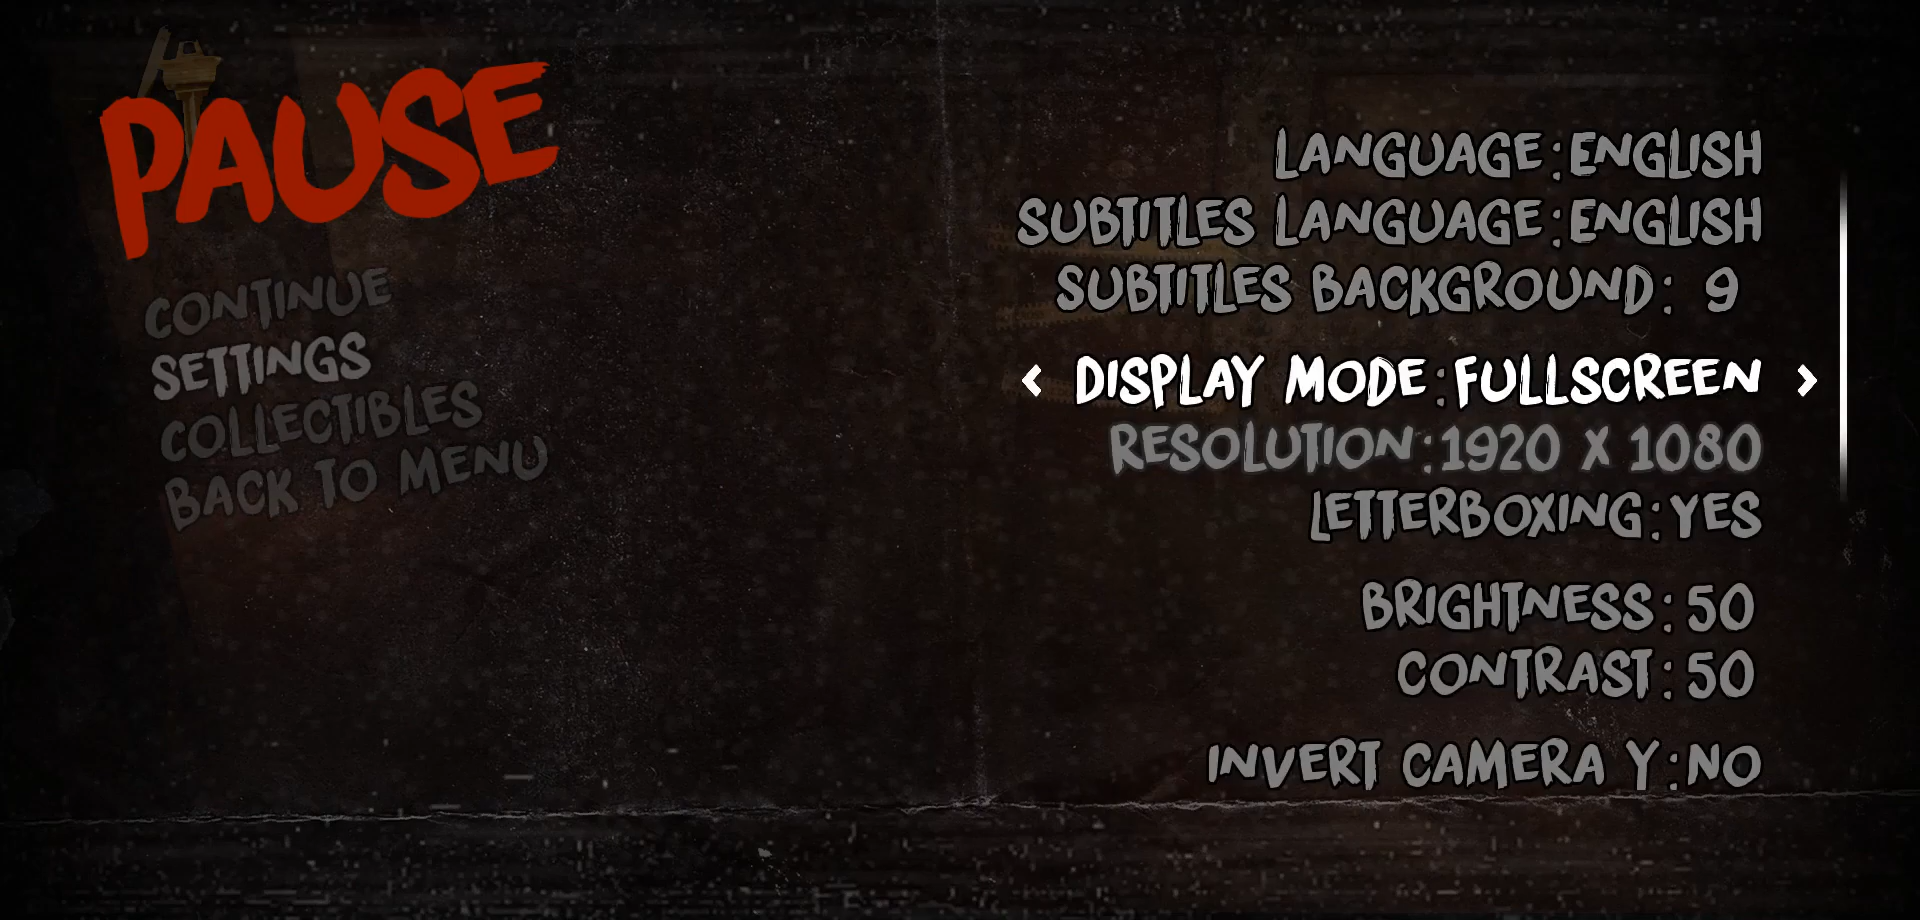 PAUSE
CONTINUE
SETTINGS
COLLECTIBLES
BACK TO MENU
LANGUAGE:ENGLISH
SUBTITLES LANGUAGE:ENGLISH
SUBTITLES BACKGROUND: 9
‹ DISPLAY MODE:FULLSCREEN ›
RESOLUTION:1920 X 1080
LETTERBOXING:YES
BRIGHTNESS:50
CONTRAST:50
INVERT CAMERA Y:NO